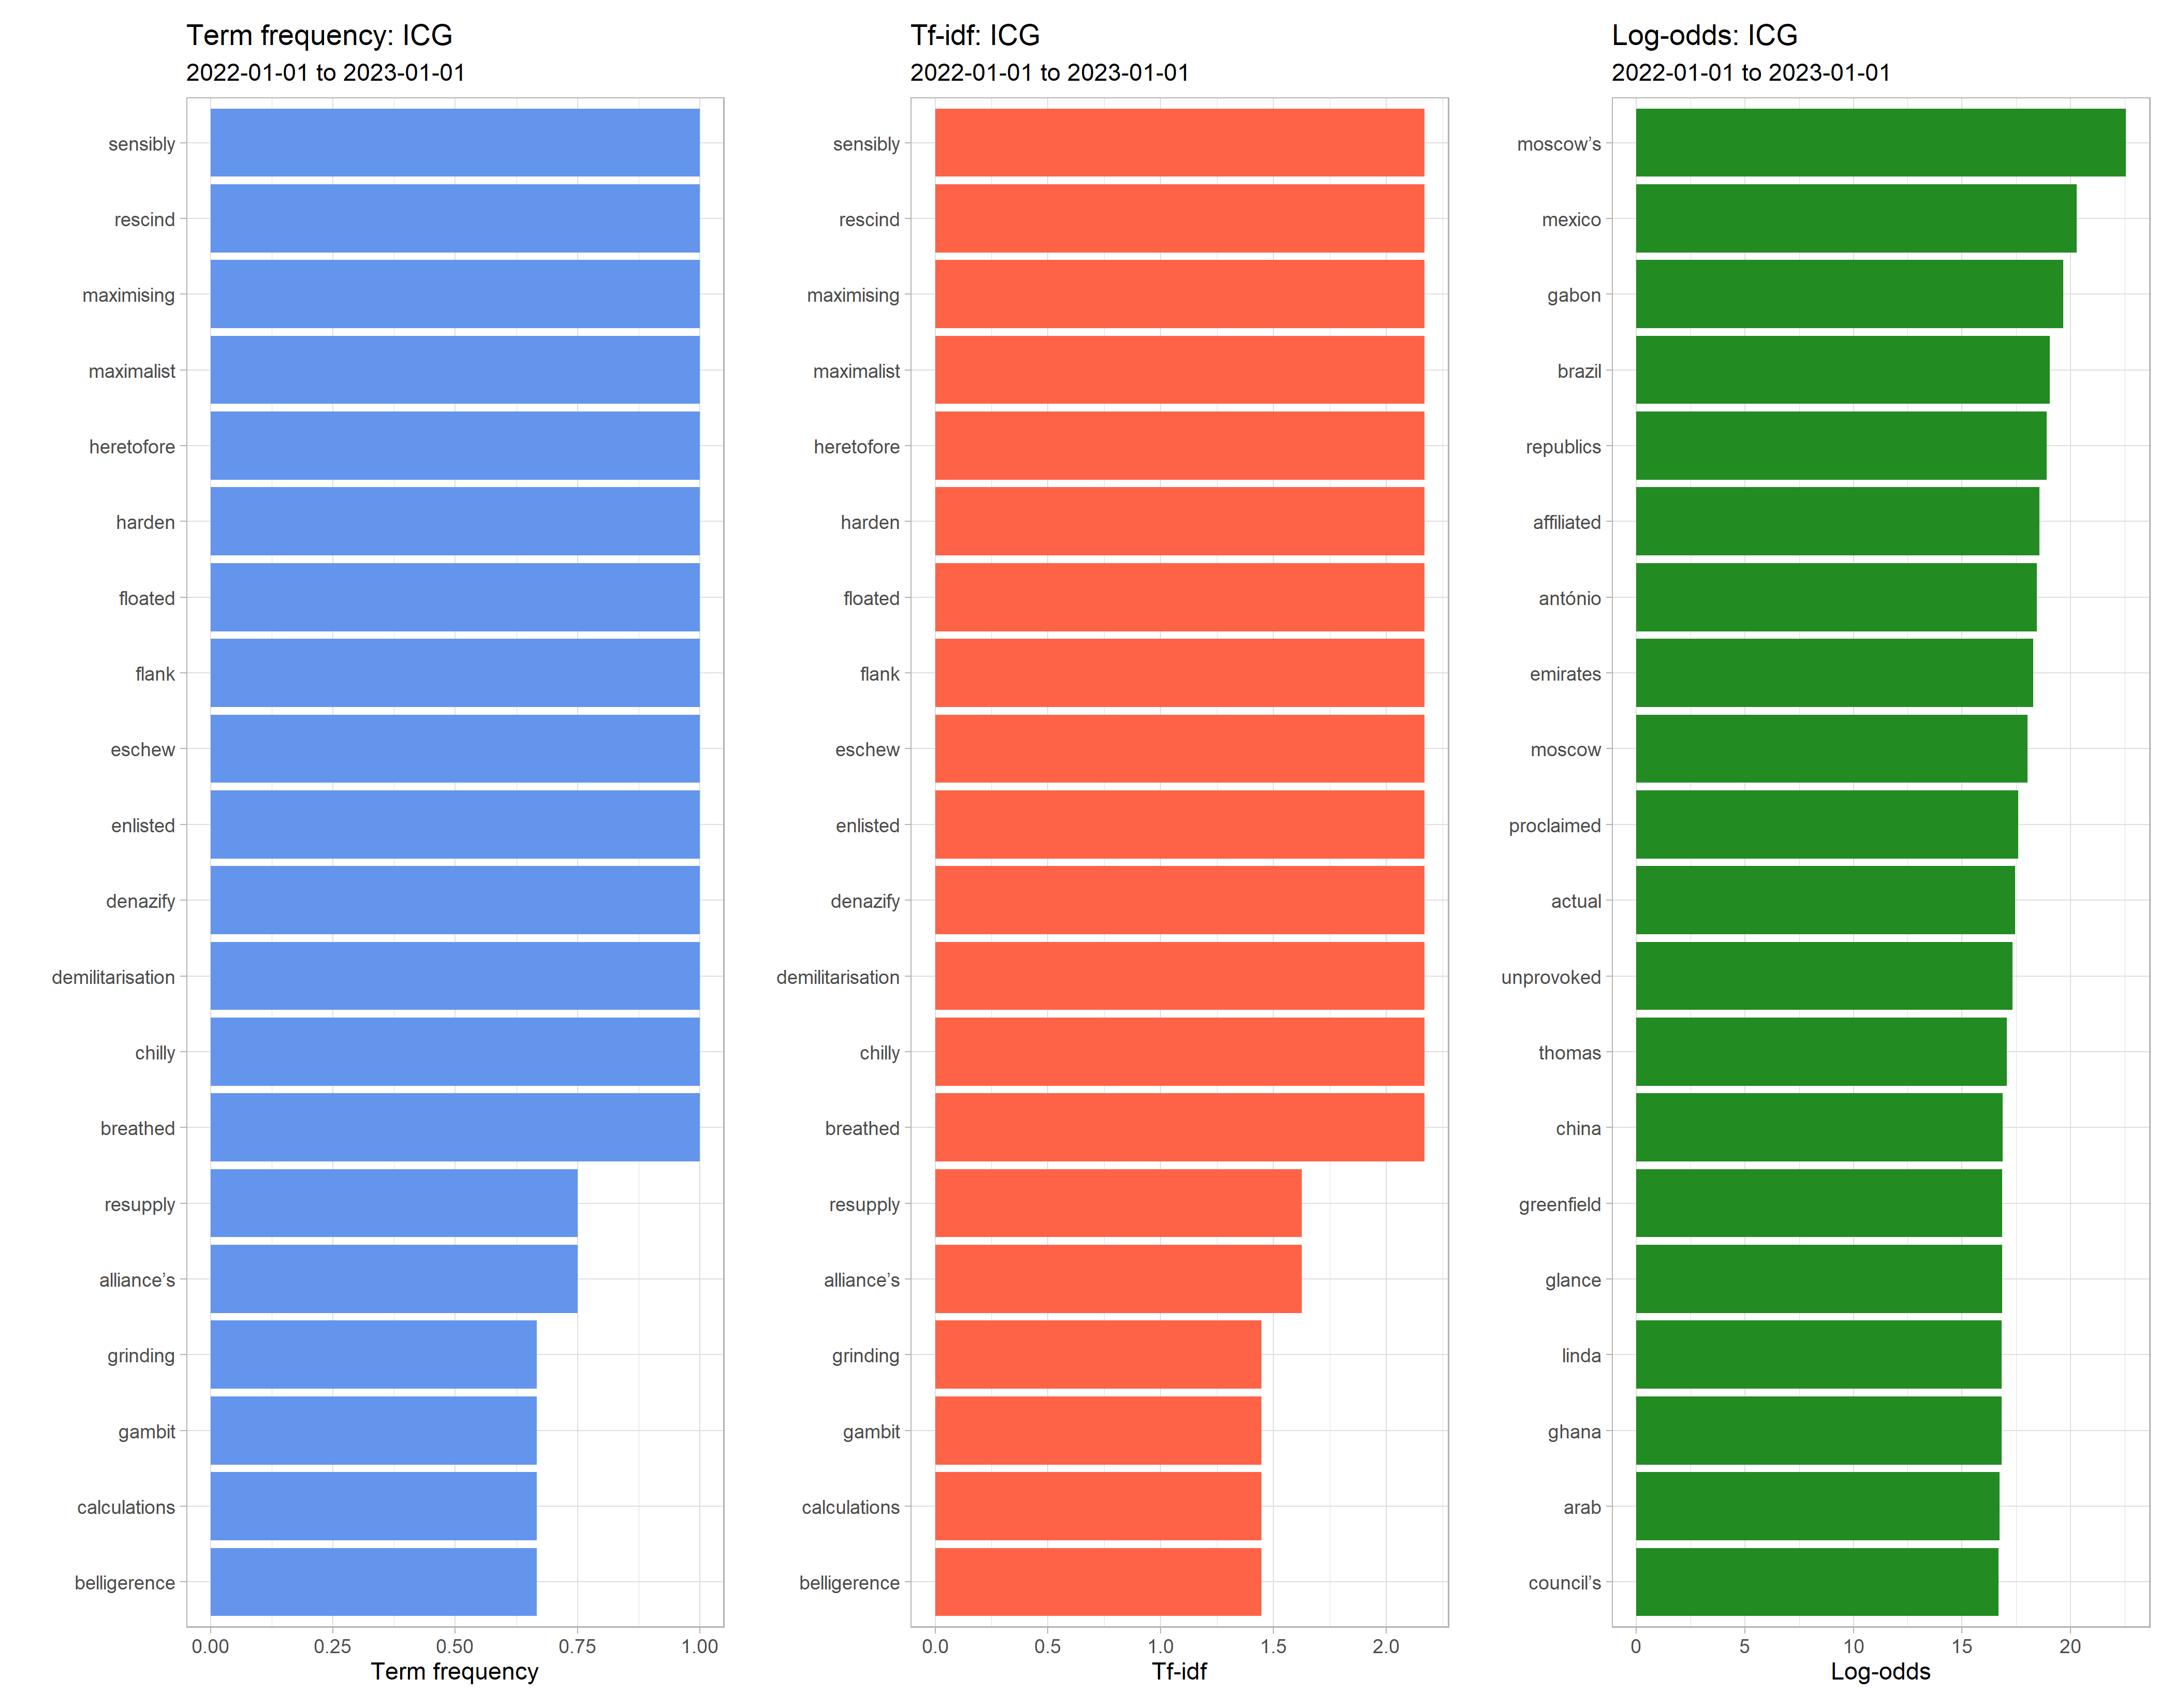 Term frequency: ICG
2022-01-01 to 2023-01-01
sensibly
rescind
maximising
maximalist
heretofore
harden
floated
flank
eschew
enlisted
denazify
demilitarisation
chilly
breathed
resupply
alliance’s
grinding
gambit
calculations
belligerence
0.00 0.25 0.50 0.75 1.00
Term frequency
Tf-idf: ICG
2022-01-01 to 2023-01-01
sensibly
rescind
maximising
maximalist
heretofore
harden
floated
flank
eschew
enlisted
denazify
demilitarisation
chilly
breathed
resupply
alliance’s
grinding
gambit
calculations
belligerence
0.0 0.5 1.0 1.5 2.0
Tf-idf
Log-odds: ICG
2022-01-01 to 2023-01-01
moscow’s
mexico
gabon
brazil
republics
affiliated
antónio
emirates
moscow
proclaimed
actual
unprovoked
thomas
china
greenfield
glance
linda
ghana
arab
council’s
0 5 10 15 20
Log-odds